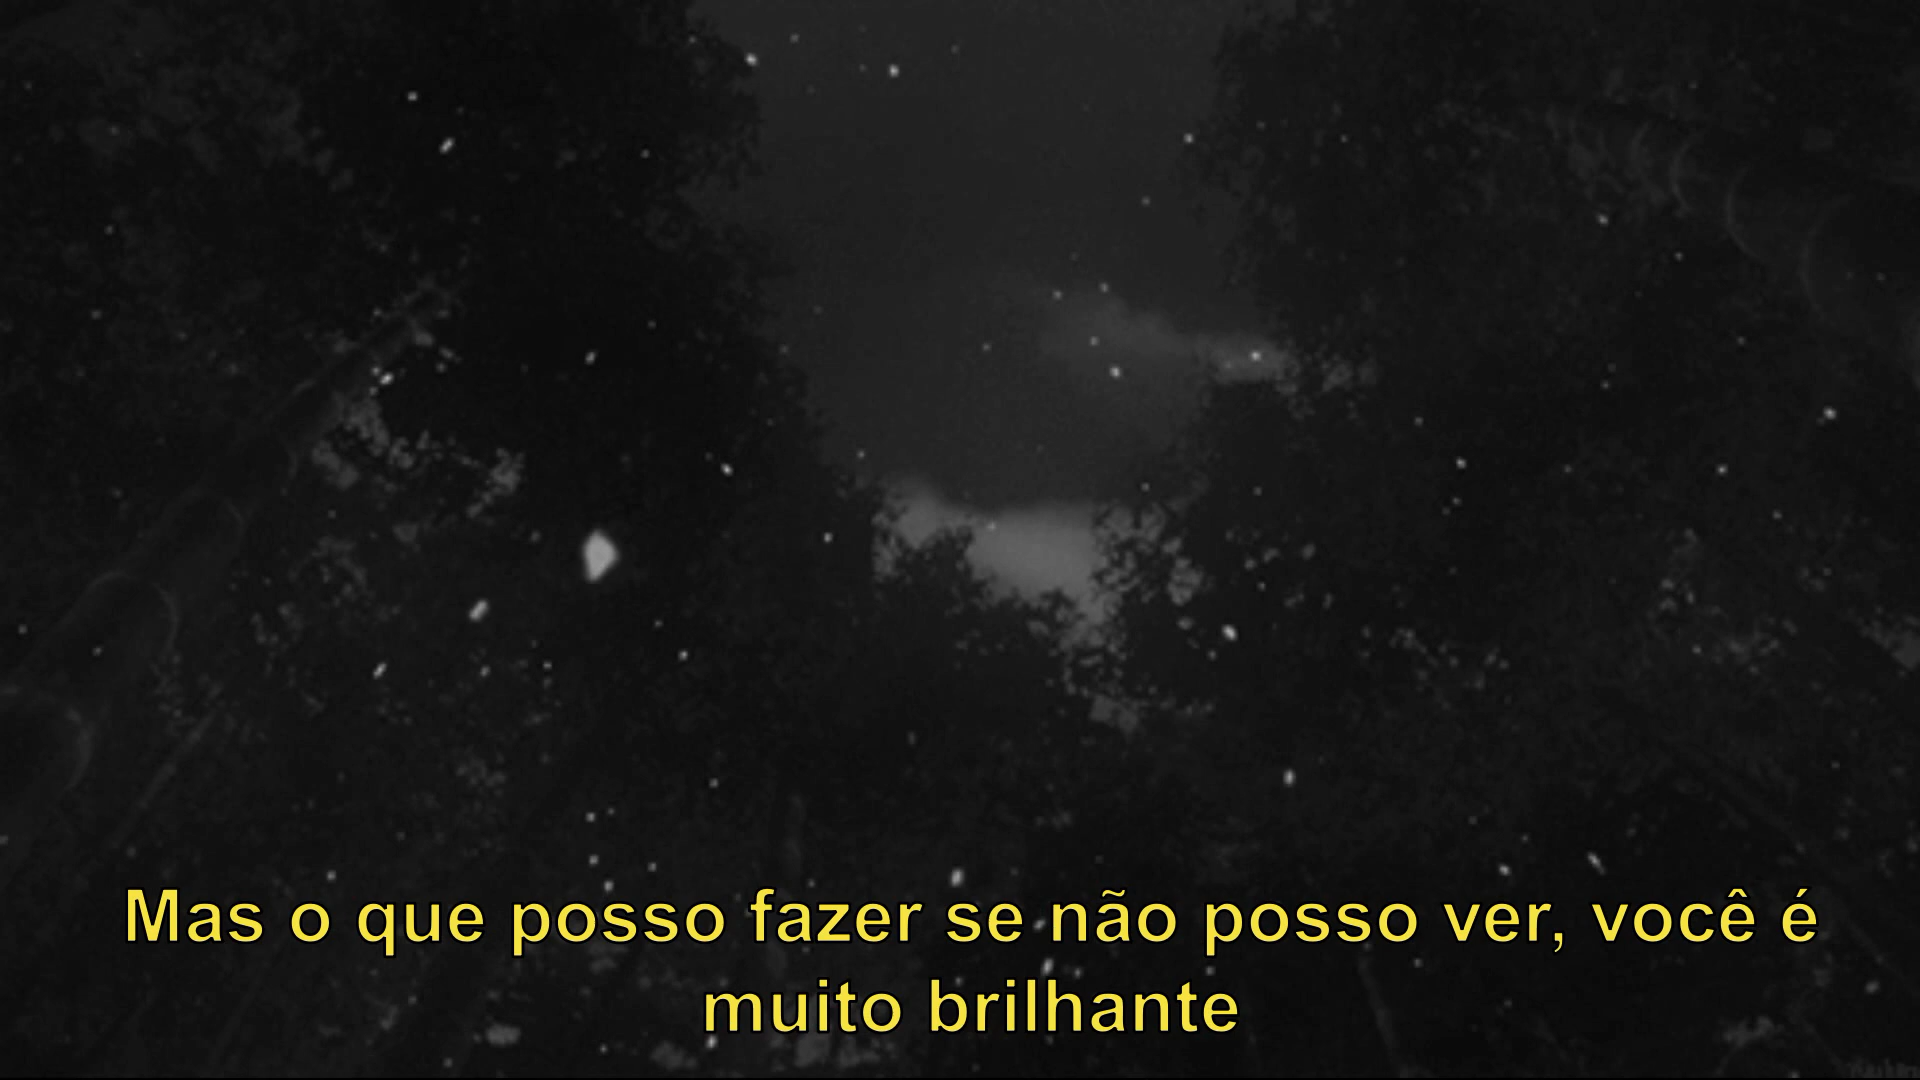 Mas o que posso fazer se não posso ver, você é
muito brilhante